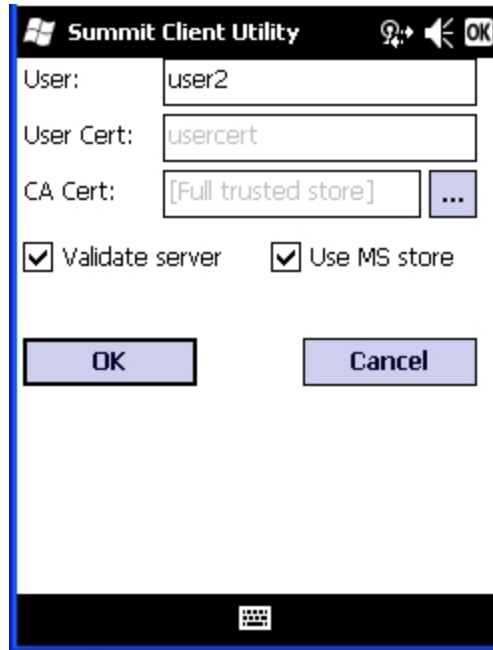 Summit Client Utility OK
User: user2
User Cert: usercert
CA Cert: [Full trusted store] ...
Validate server Use MS store
OK Cancel